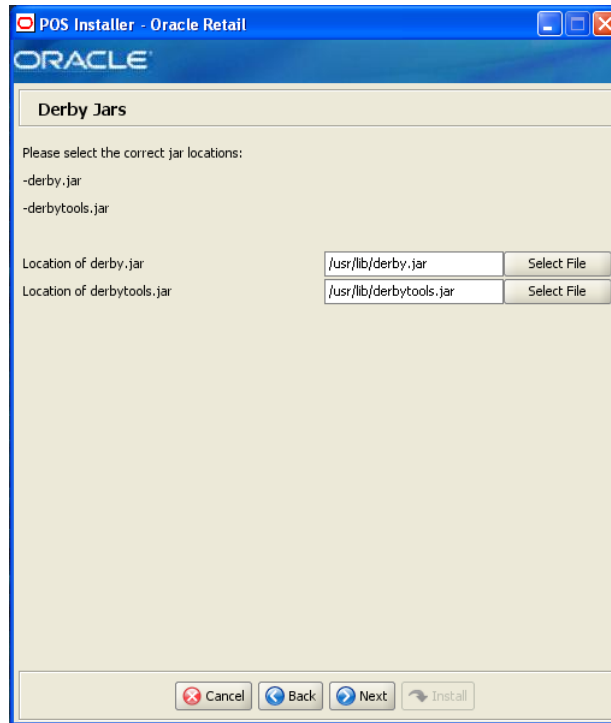 POS Installer - Oracle Retail
ORACLE
Derby Jars
Please select the correct jar locations:
-derby.jar
-derbytools.jar
Location of derby.jar /usr/lib/derby.jar Select File
Location of derbytools.jar /usr/lib/derbytools.jar Select File
Cancel Back Next Install